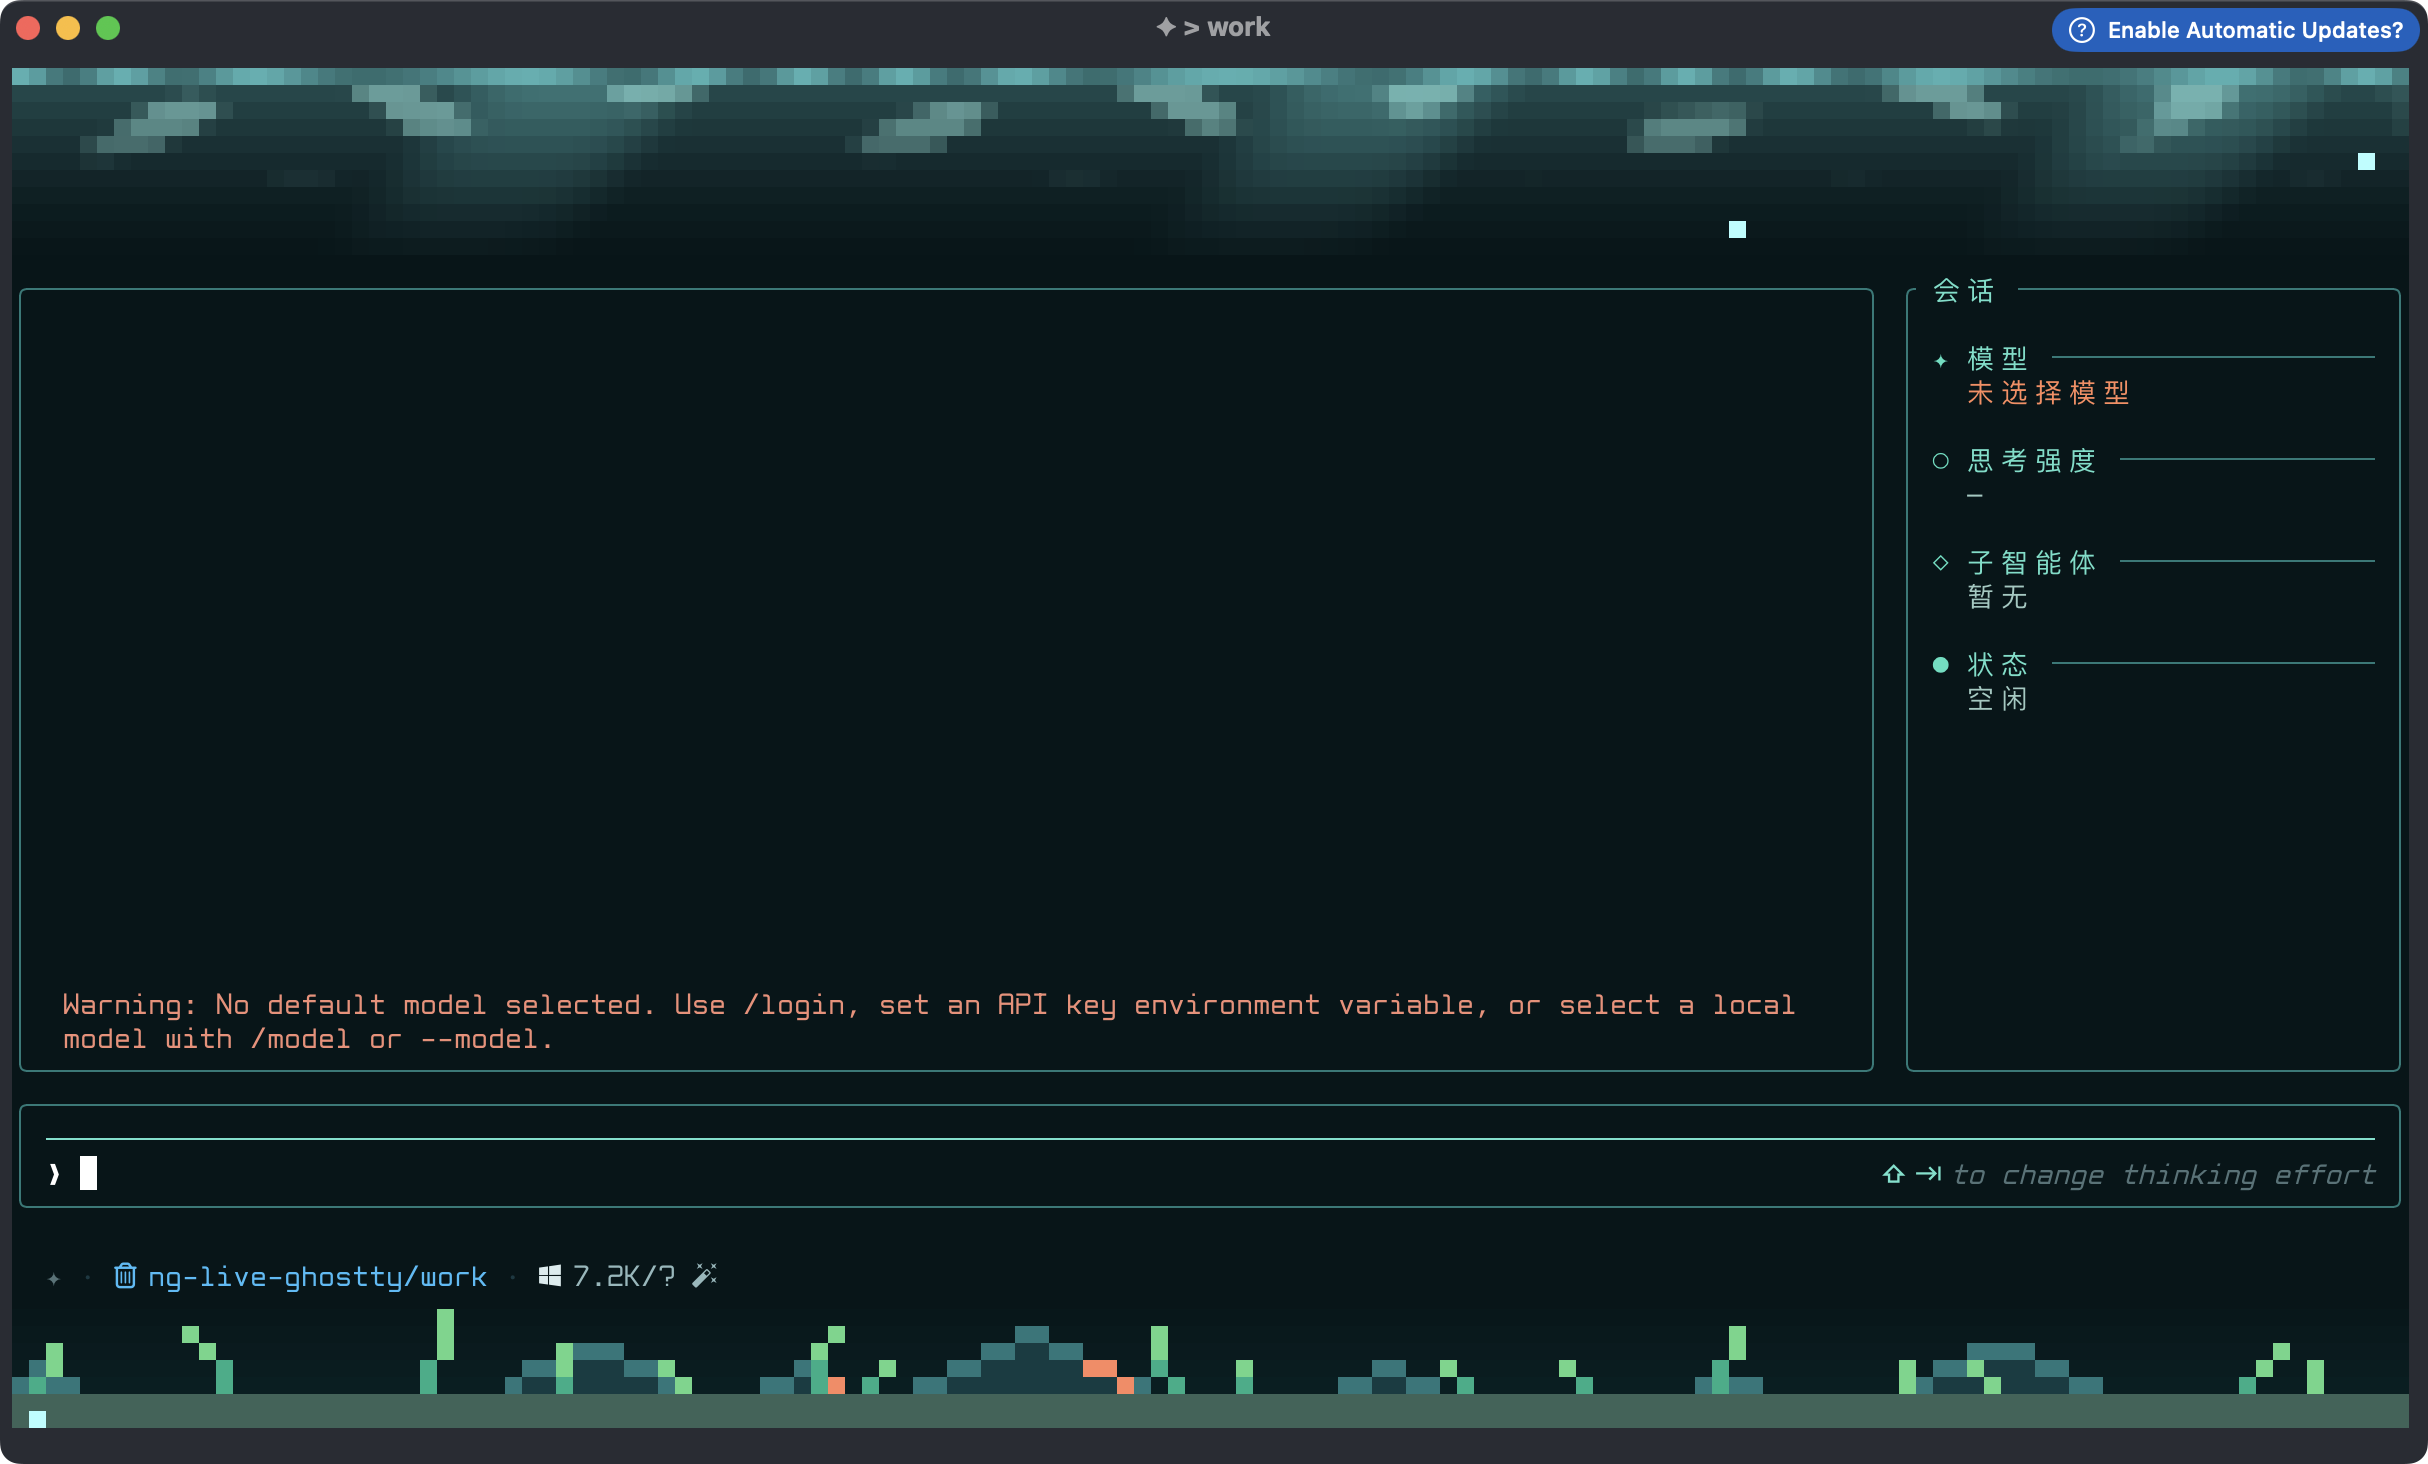 > work
Enable Automatic Updates?
会话
模型
未选择模型
思考强度
—
子智能体
暂无
状态
空闲
Warning: No default model selected. Use /login, set an API key environment variable, or select a local
model with /model or --model.
to change thinking effort
ng-live-ghostty/work · 7.2K/?